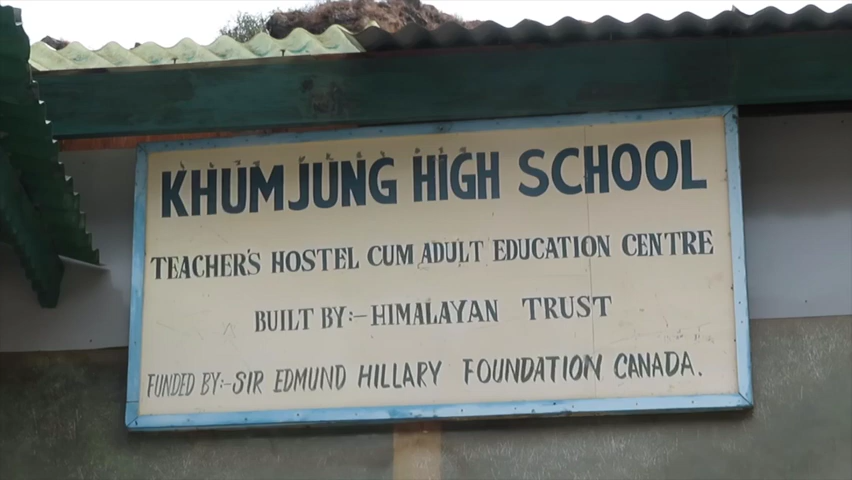 KHUMJUNG HIGH SCHOOL
TEACHER'S HOSTEL CUM ADULT EDUCATION CENTRE
BUILT BY:-HIMALAYAN TRUST
FUNDED BY:-SIR EDMUND HILLARY FOUNDATION CANADA.